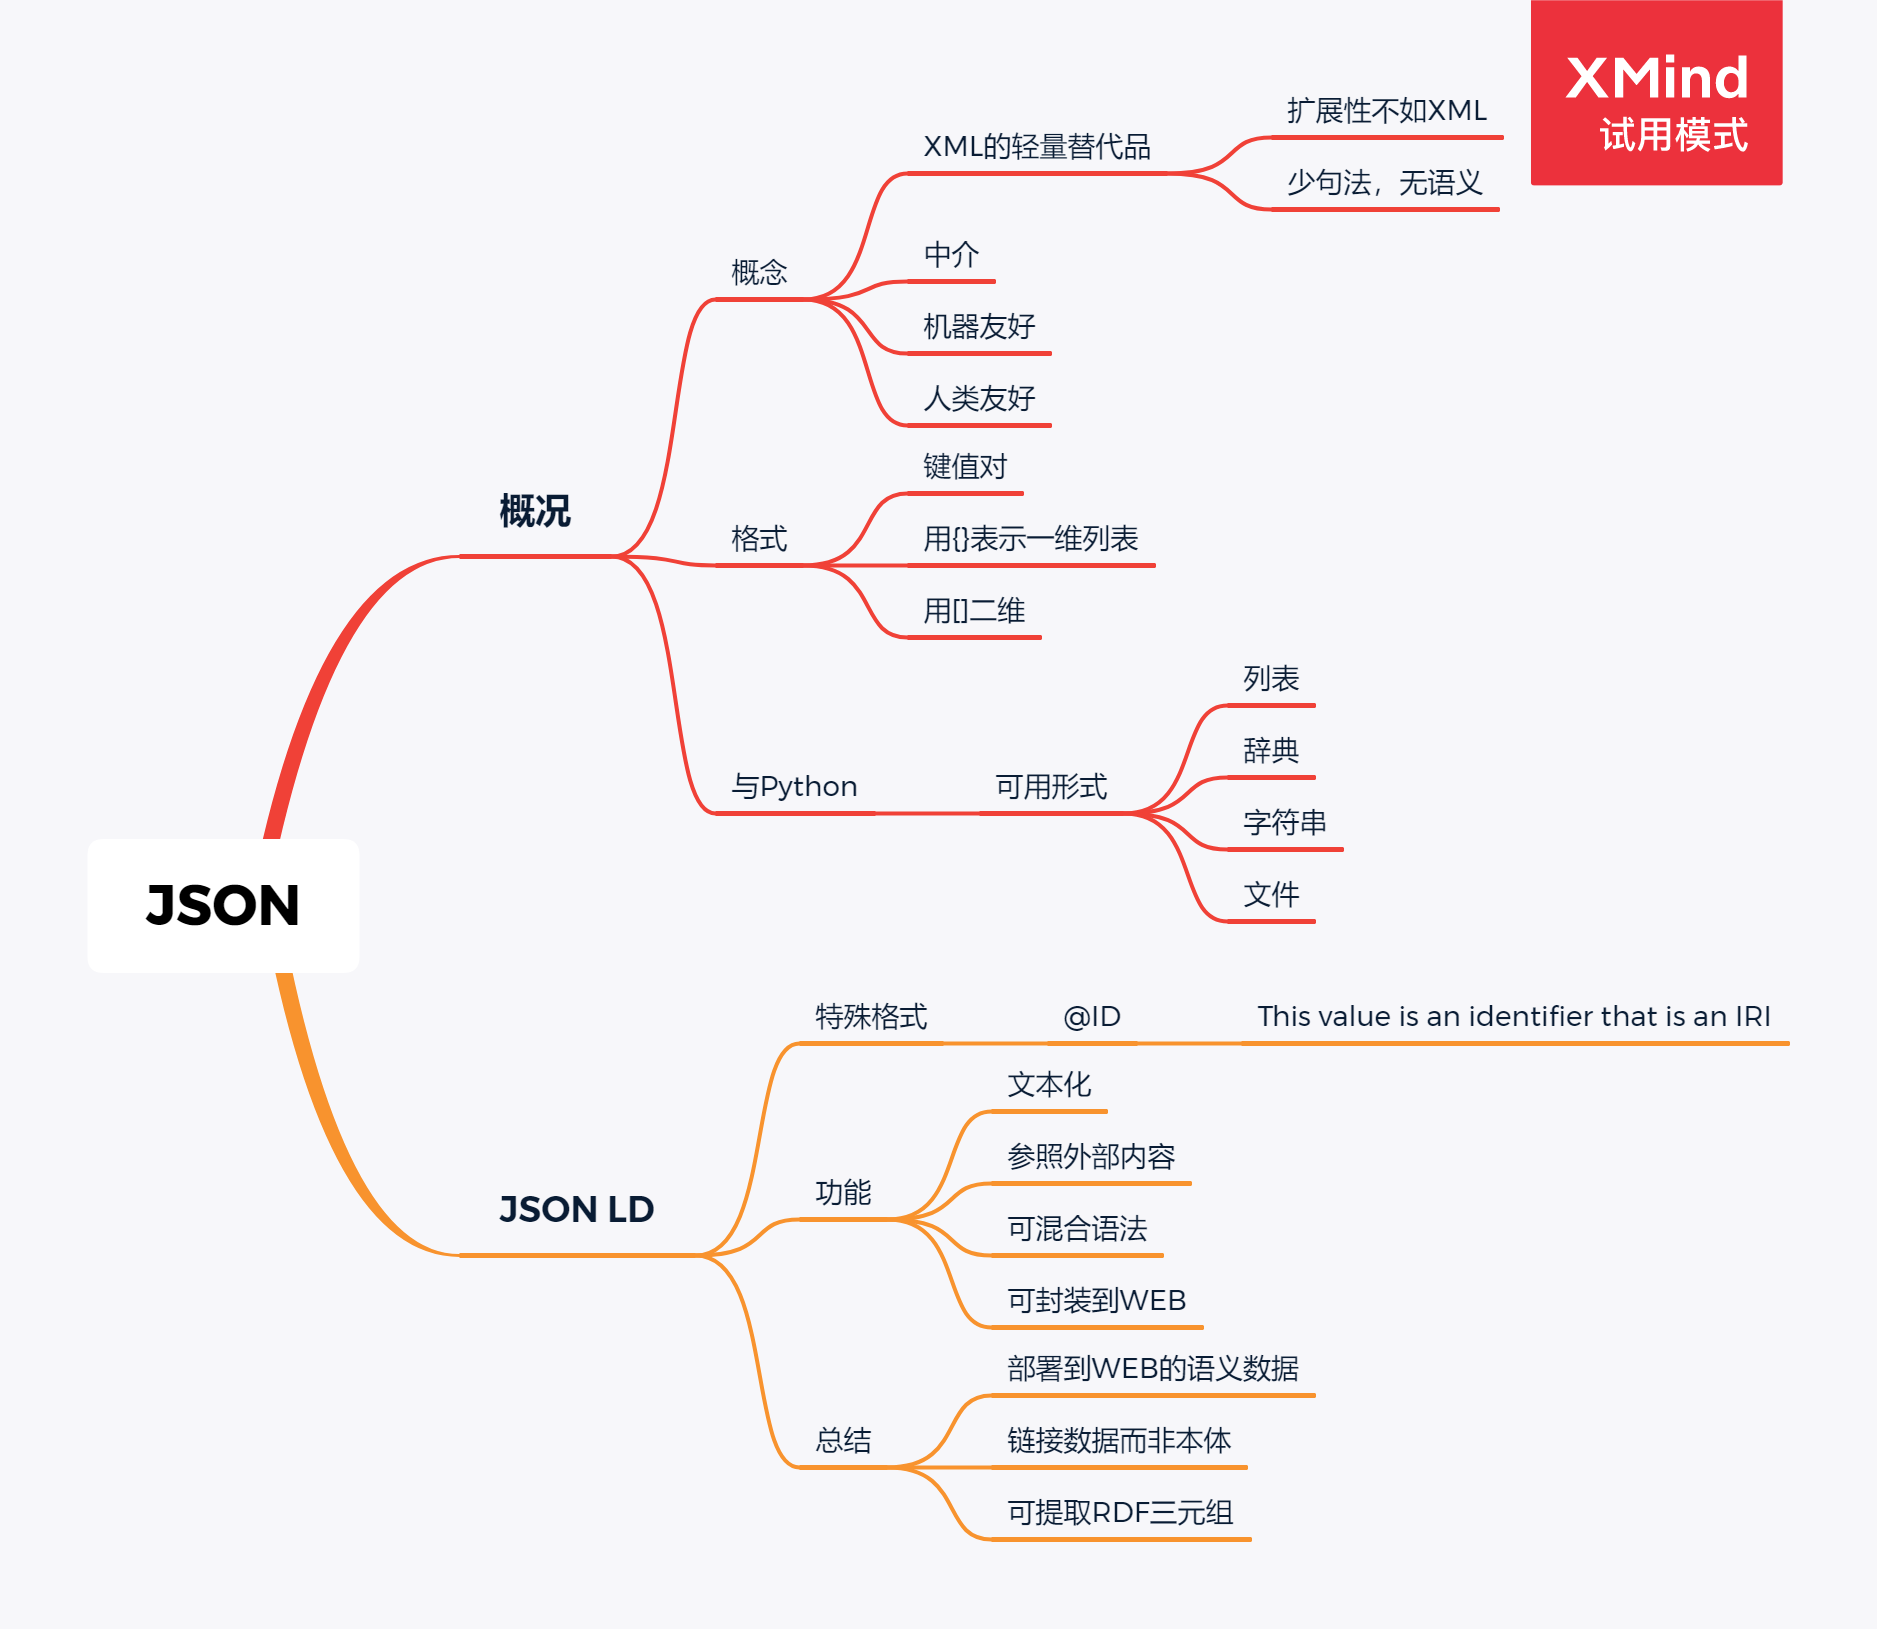 XMind
试用模式
JSON
概况
概念
XML的轻量替代品
扩展性不如XML
少句法，无语义
中介
机器友好
人类友好
格式
键值对
用{}表示一维列表
用[]二维
与Python
可用形式
列表
辞典
字符串
文件
JSON LD
特殊格式
@ID
This value is an identifier that is an IRI
功能
文本化
参照外部内容
可混合语法
可封装到WEB
总结
部署到WEB的语义数据
链接数据而非本体
可提取RDF三元组